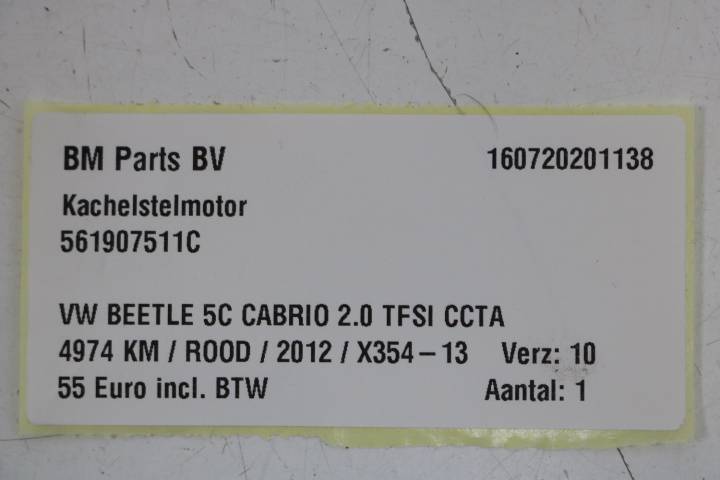 BM Parts BV 160720201138
Kachelstelmotor
561907511C
VW BEETLE 5C CABRIO 2.0 TFSI CCTA
4974 KM / ROOD / 2012 / X354-13 Verz: 10
55 Euro incl. BTW Aantal: 1